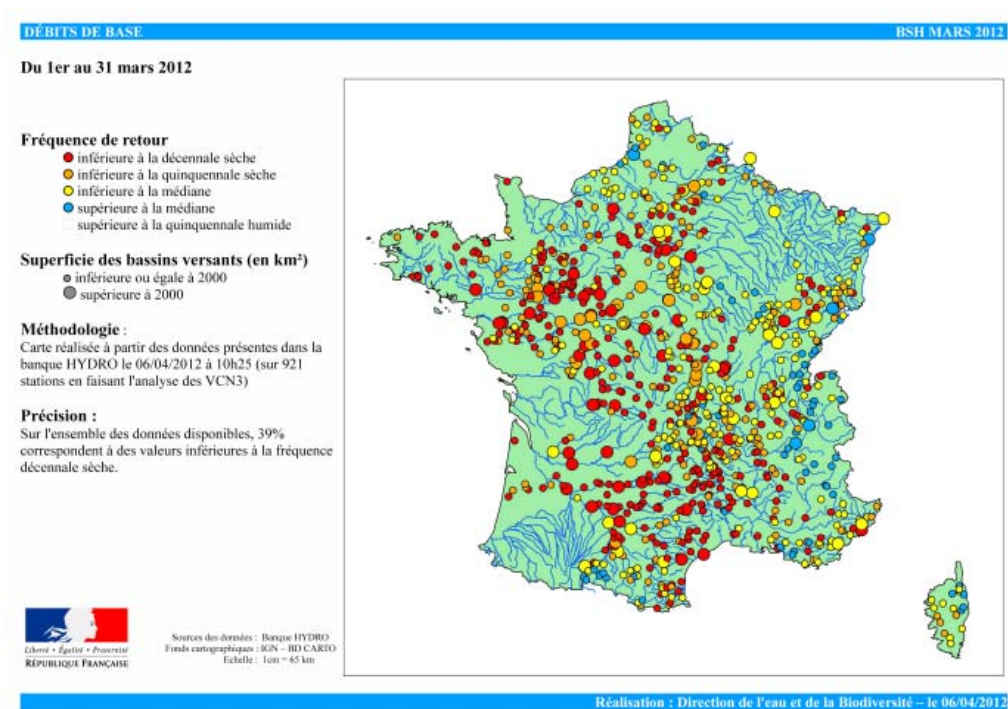 DÉBITS DE BASE
BSH MARS 2012
Du 1er au 31 mars 2012
Fréquence de retour
inférieure à la décennale sèche
inférieure à la quinquennale sèche
inférieure à la médiane
supérieure à la médiane
supérieure à la quinquennale humide
Superficie des bassins versants (en km²)
inférieure ou égale à 2000
supérieure à 2000
Méthodologie :
Carte réalisée à partir des données présentes dans la
banque HYDRO le 06/04/2012 à 10h25 (sur 921
stations en faisant l'analyse des VCN3)
Précision :
Sur l'ensemble des données disponibles, 39%
correspondent à des valeurs inférieures à la fréquence
décennale sèche.
Liberté • Égalité • Fraternité
RÉPUBLIQUE FRANÇAISE
Sources des données : Banque HYDRO
Fonds cartographiques : IGN – BD CARTO
Echelle : 1cm = 65 km
Réalisation : Direction de l'eau et de la Biodiversité – le 06/04/2012